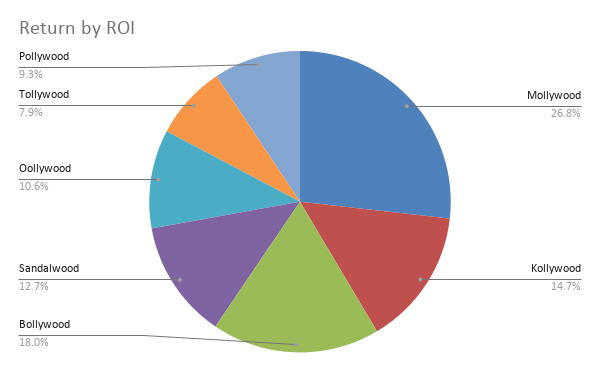 Return by ROI
Pollywood
9.3%
Tollywood
7.9%
Oollywood
10.6%
Sandalwood
12.7%
Bollywood
18.0%
Mollywood
26.8%
Kollywood
14.7%